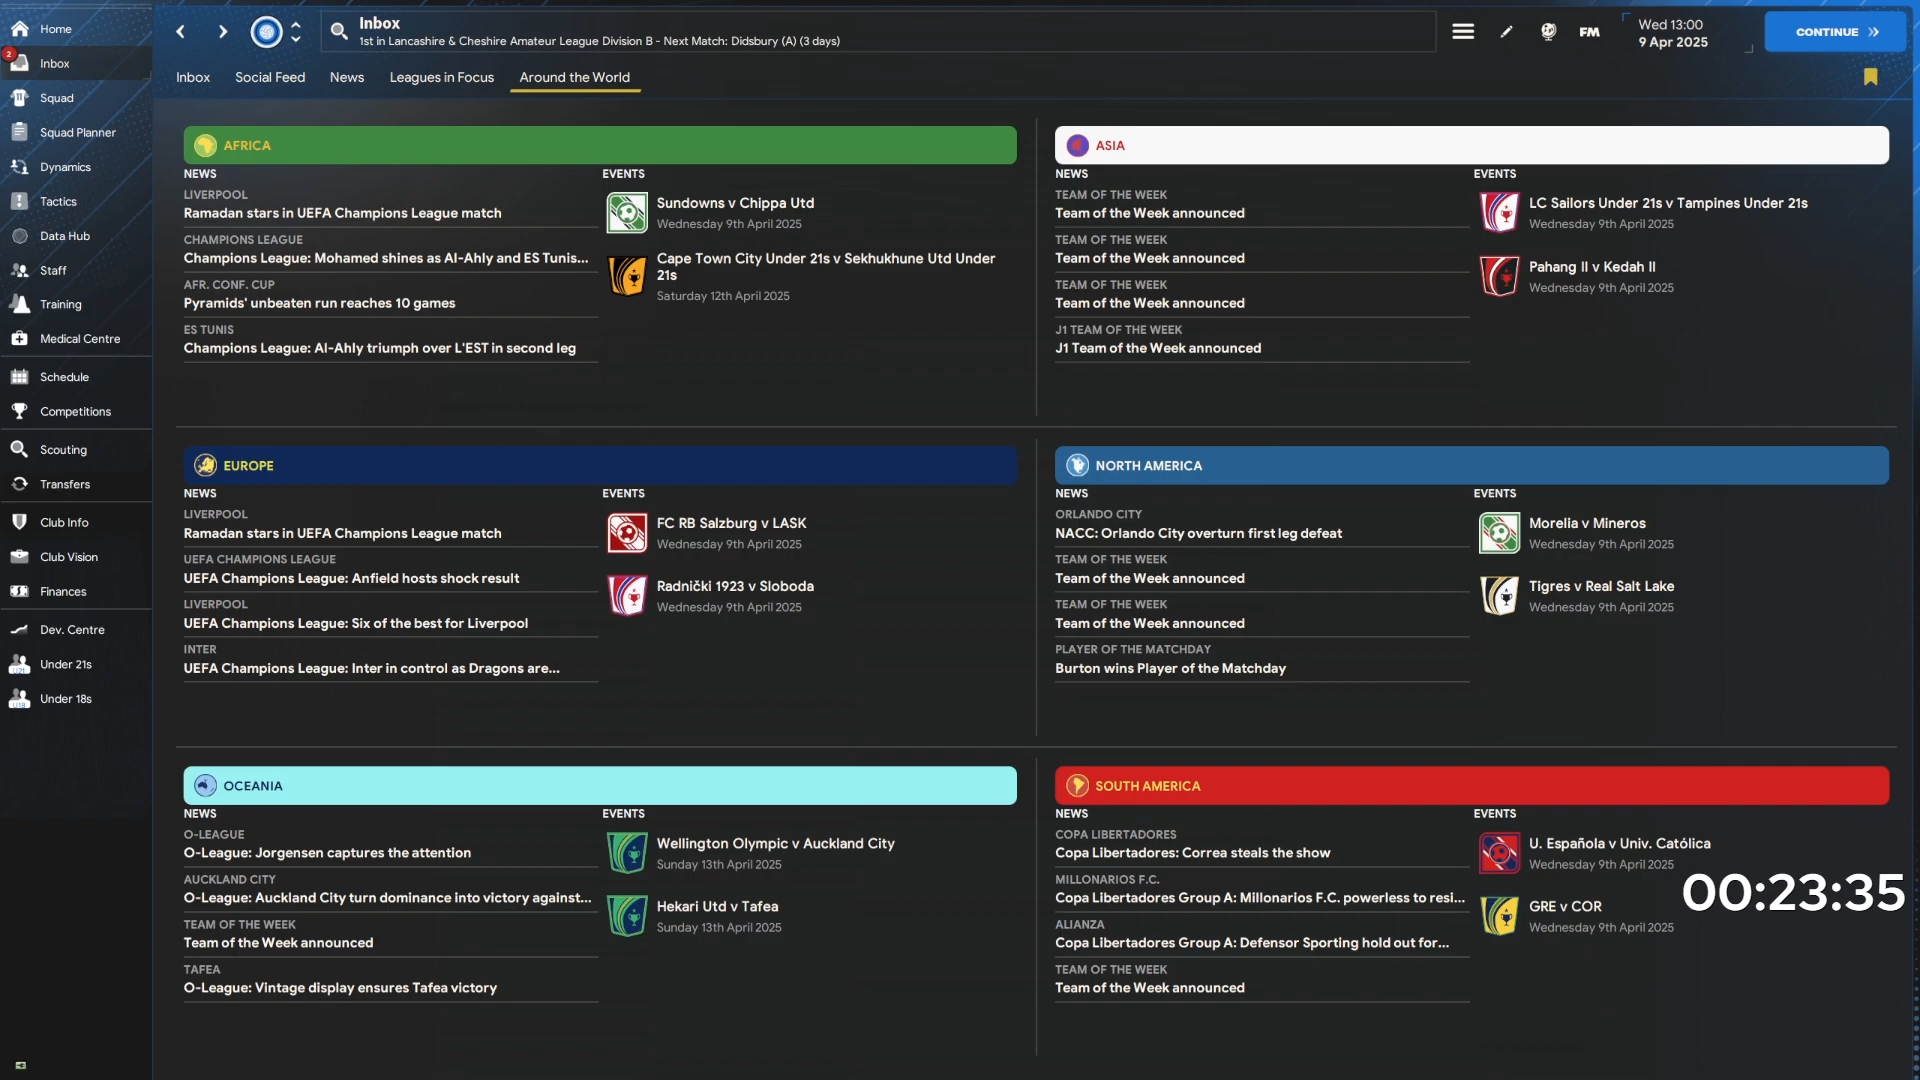 Home
2
Inbox
Squad
Squad Planner
Dynamics
Tactics
Data Hub
Staff
Training
Medical Centre
Schedule
Competitions
Scouting
Transfers
Club Info
Club Vision
Finances
Dev. Centre
Under 21s
Under 18s
Inbox
1st in Lancashire & Cheshire Amateur League Division B - Next Match: Didsbury (A) (3 days)
FM
Wed 13:00
9 Apr 2025
CONTINUE
Inbox Social Feed News Leagues in Focus Around the World
AFRICA
NEWS
LIVERPOOL
Ramadan stars in UEFA Champions League match
CHAMPIONS LEAGUE
Champions League: Mohamed shines as Al-Ahly and ES Tunis...
AFR. CONF. CUP
Pyramids' unbeaten run reaches 10 games
ES TUNIS
Champions League: Al-Ahly triumph over L'EST in second leg
EVENTS
Sundowns v Chippa Utd
Wednesday 9th April 2025
Cape Town City Under 21s v Sekhukhune Utd Under
21s
Saturday 12th April 2025
ASIA
NEWS
TEAM OF THE WEEK
Team of the Week announced
TEAM OF THE WEEK
Team of the Week announced
TEAM OF THE WEEK
Team of the Week announced
J1 TEAM OF THE WEEK
J1 Team of the Week announced
EVENTS
LC Sailors Under 21s v Tampines Under 21s
Wednesday 9th April 2025
Pahang II v Kedah II
Wednesday 9th April 2025
EUROPE
NEWS
LIVERPOOL
Ramadan stars in UEFA Champions League match
UEFA CHAMPIONS LEAGUE
UEFA Champions League: Anfield hosts shock result
LIVERPOOL
UEFA Champions League: Six of the best for Liverpool
INTER
UEFA Champions League: Inter in control as Dragons are...
EVENTS
FC RB Salzburg v LASK
Wednesday 9th April 2025
Radnički 1923 v Sloboda
Wednesday 9th April 2025
NORTH AMERICA
NEWS
ORLANDO CITY
NACC: Orlando City overturn first leg defeat
TEAM OF THE WEEK
Team of the Week announced
TEAM OF THE WEEK
Team of the Week announced
PLAYER OF THE MATCHDAY
Burton wins Player of the Matchday
EVENTS
Morelia v Mineros
Wednesday 9th April 2025
Tigres v Real Salt Lake
Wednesday 9th April 2025
OCEANIA
NEWS
O-LEAGUE
O-League: Jorgensen captures the attention
AUCKLAND CITY
O-League: Auckland City turn dominance into victory against...
TEAM OF THE WEEK
Team of the Week announced
TAFEA
O-League: Vintage display ensures Tafea victory
EVENTS
Wellington Olympic v Auckland City
Sunday 13th April 2025
Hekari Utd v Tafea
Sunday 13th April 2025
SOUTH AMERICA
NEWS
COPA LIBERTADORES
Copa Libertadores: Correa steals the show
MILLONARIOS F.C.
Copa Libertadores Group A: Millonarios F.C. powerless to resi...
ALIANZA
Copa Libertadores Group A: Defensor Sporting hold out for...
TEAM OF THE WEEK
Team of the Week announced
EVENTS
U. Española v Univ. Católica
Wednesday 9th April 2025
GRE v COR
Wednesday 9th April 2025
00:23:35